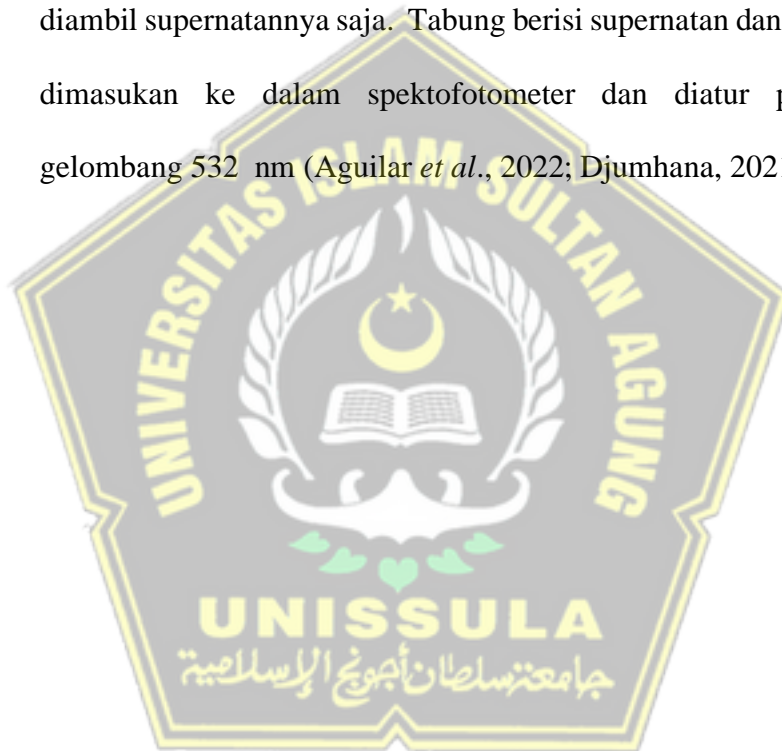 diambil supernatannya saja. Tabung berisi supernatan dan
dimasukan ke dalam spektofotometer dan diatur p
gelombang 532 nm (Aguilar et al., 2022; Djumhana, 202
UNIVERSITAS ISLAM SULTAN AGUNG
UNISSULA
جامعة سلطان أجونج الإسلامية